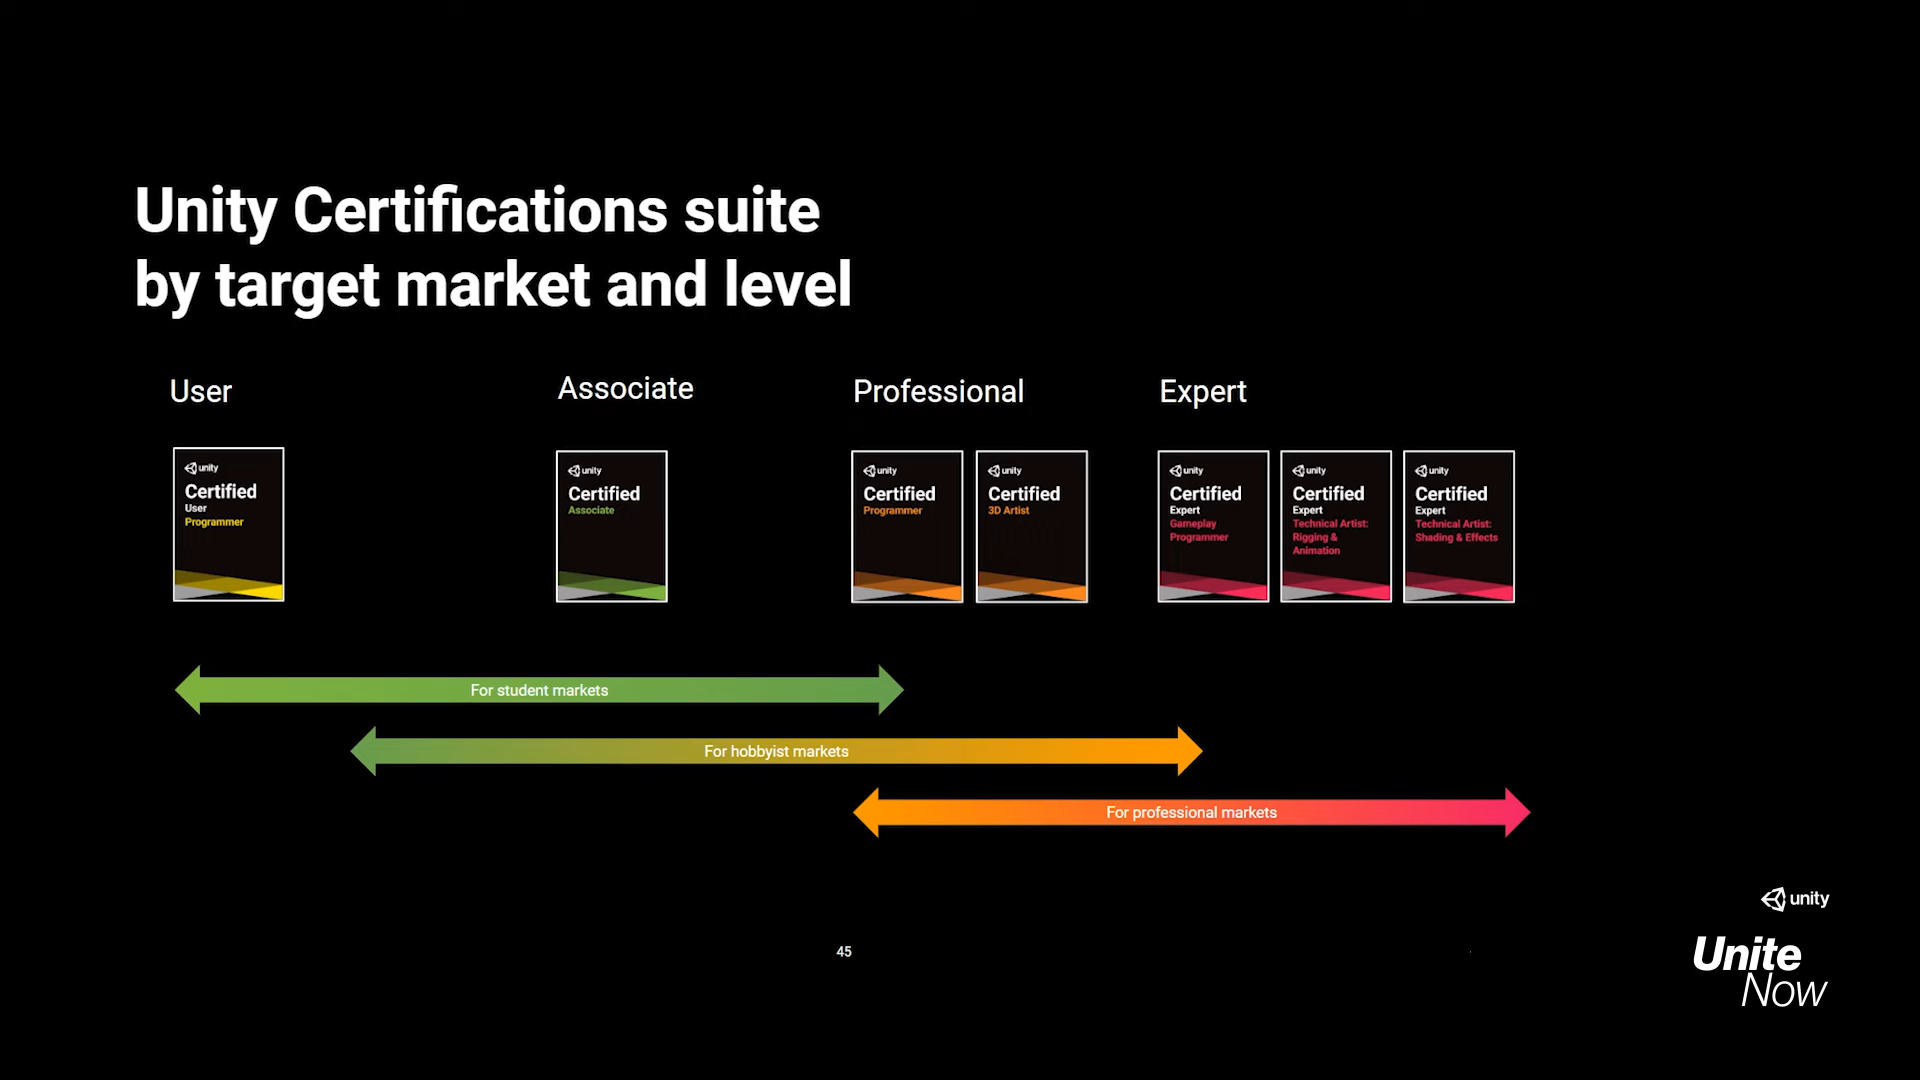 Unity Certifications suite
by target market and level
User
Associate
Professional
Expert
unity
Certified
User
Programmer
unity
Certified
Associate
unity
Certified
Programmer
unity
Certified
3D Artist
unity
Certified
Expert
Gameplay
Programmer
unity
Certified
Expert
Technical Artist:
Rigging &
Animation
unity
Certified
Expert
Technical Artist:
Shading & Effects
For student markets
For hobbyist markets
For professional markets
45
unity
Unite
Now